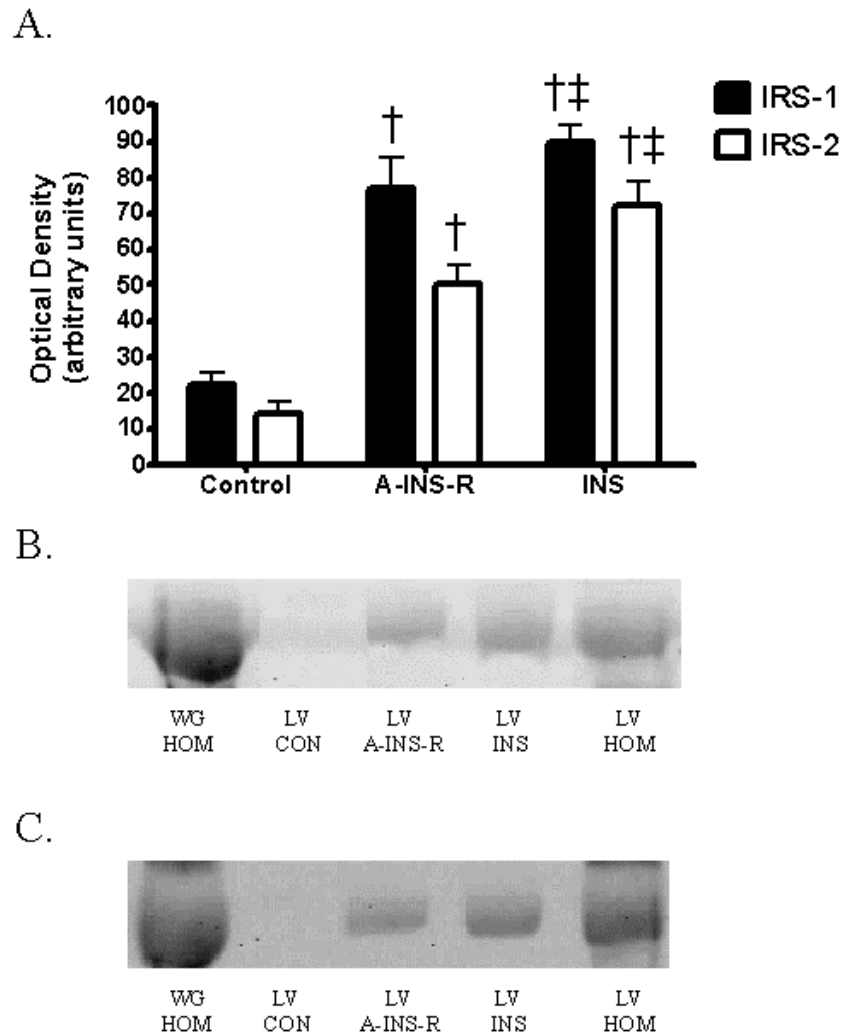 A.
†‡
† †‡
†
IRS-1
IRS-2
Optical Density
(arbitrary units)
100
90
80
70
60
50
40
30
20
10
0
Control A-INS-R INS
B.
WG LV LV LV LV
HOM CON A-INS-R INS HOM
C.
WG LV LV LV LV
HOM CON A-INS-R INS HOM